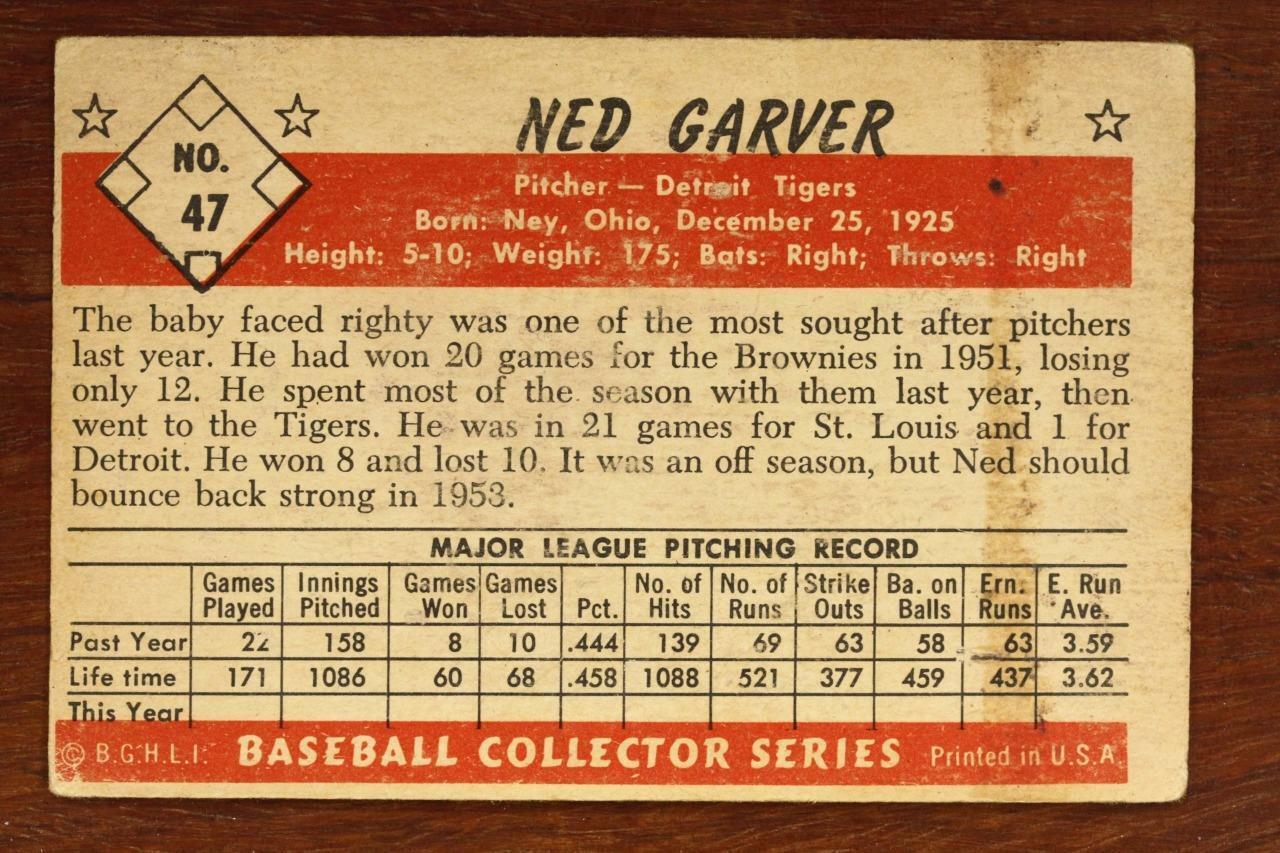 NED GARVER
NO.
47
Pitcher — Detroit Tigers
Born: Ney, Ohio, December 25, 1925
Height: 5-10; Weight: 175; Bats: Right; Throws: Right
The baby faced righty was one of the most sought after pitchers
last year. He had won 20 games for the Brownies in 1951, losing
only 12. He spent most of the season with them last year, then
went to the Tigers. He was in 21 games for St. Louis and 1 for
Detroit. He won 8 and lost 10. It was an off season, but Ned should
bounce back strong in 1953.
MAJOR LEAGUE PITCHING RECORD
Games Innings Games Games No. of No. of Strike Ba. on Ern. E. Run
Played Pitched Won Lost Pct. Hits Runs Outs Balls Runs Ave.
Past Year 22 158 8 10 .444 139 69 63 58 63 3.59
Life time 171 1086 60 68 .458 1088 521 377 459 437 3.62
This Year
© B.G.H.L.I. BASEBALL COLLECTOR SERIES Printed in U.S.A.